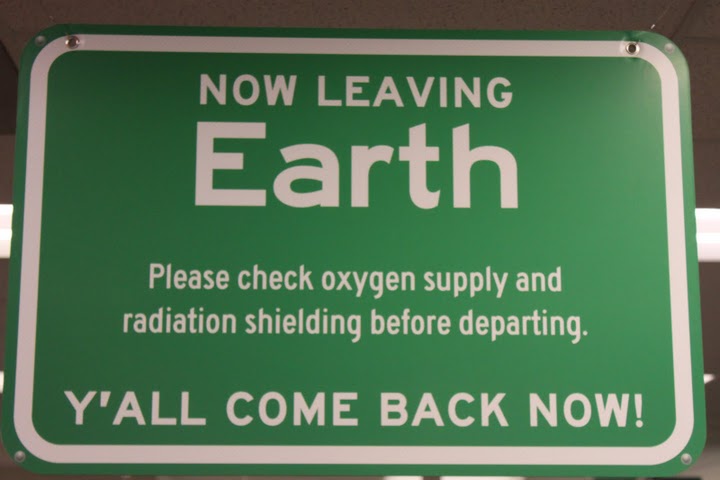 NOW LEAVING
Earth
Please check oxygen supply and
radiation shielding before departing.
Y'ALL COME BACK NOW!